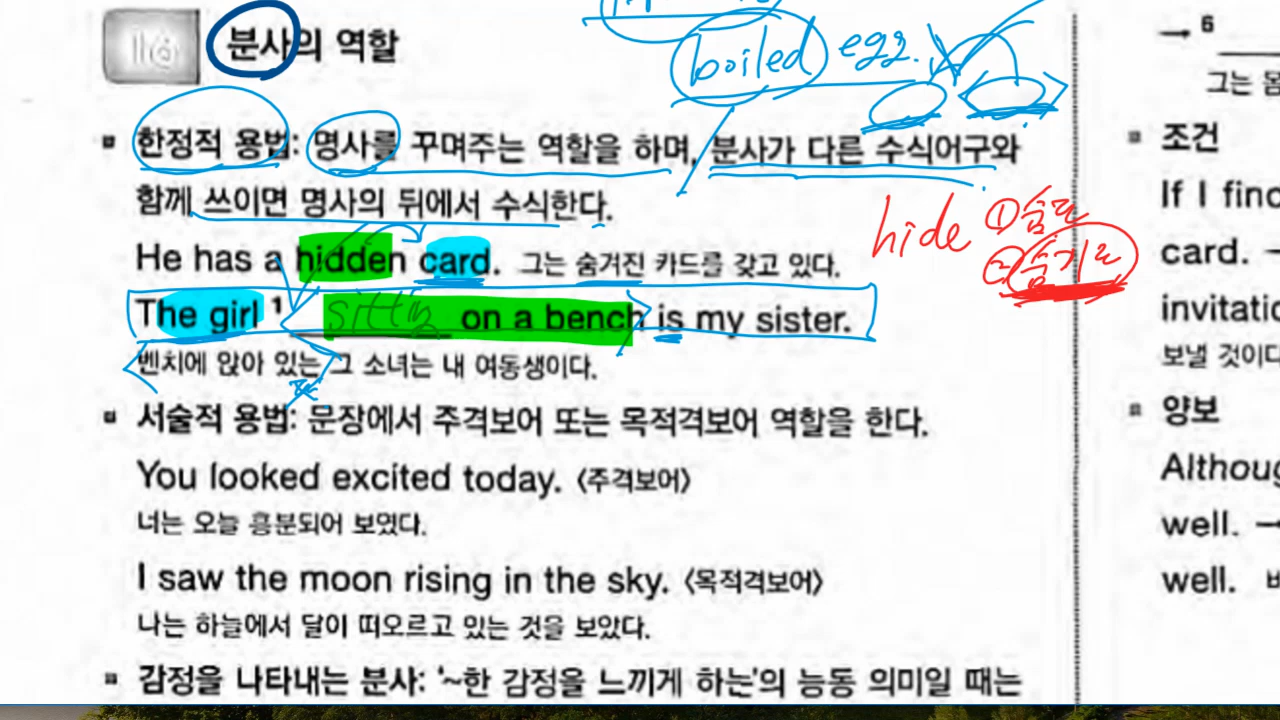 16 분사의 역할
boiled egg.
한정적 용법: 명사를 꾸며주는 역할을 하며, 분사가 다른 수식어구와
함께 쓰이면 명사의 뒤에서 수식한다.
hide ① 숨다
② 숨기다
He has a hidden card. 그는 숨겨진 카드를 갖고 있다.
The girl ¹ sitting on a bench is my sister.
벤치에 앉아 있는 그 소녀는 내 여동생이다.
서술적 용법: 문장에서 주격보어 또는 목적격보어 역할을 한다.
You looked excited today. 〈주격보어〉
너는 오늘 흥분되어 보였다.
I saw the moon rising in the sky. 〈목적격보어〉
나는 하늘에서 달이 떠오르고 있는 것을 보았다.
감정을 나타내는 분사: '~한 감정을 느끼게 하는'의 능동 의미일 때는
→ 6
그는 몸
조건
If I find
card. →
invitatio
보낼 것이다
양보
Although
well. →
well.